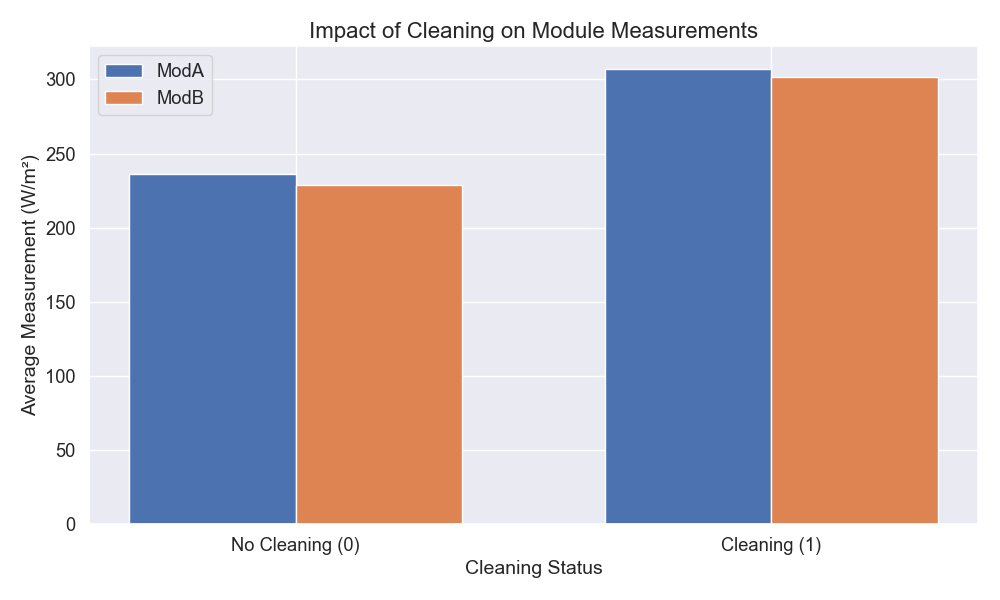 Impact of Cleaning on Module Measurements
ModA
ModB
Average Measurement (W/m²)
300
250
200
150
100
50
0
No Cleaning (0)
Cleaning (1)
Cleaning Status